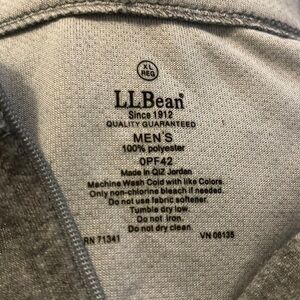 XL
REG
LLBean®
Since 1912
QUALITY GUARANTEED
MEN'S
100% polyester
0PF42
Made in QIZ Jordan
Machine Wash Cold with like Colors.
Only non-chlorine bleach if needed.
Do not use fabric softener.
Tumble dry low.
Do not iron.
Do not dry clean.
RN 71341 VN 06135